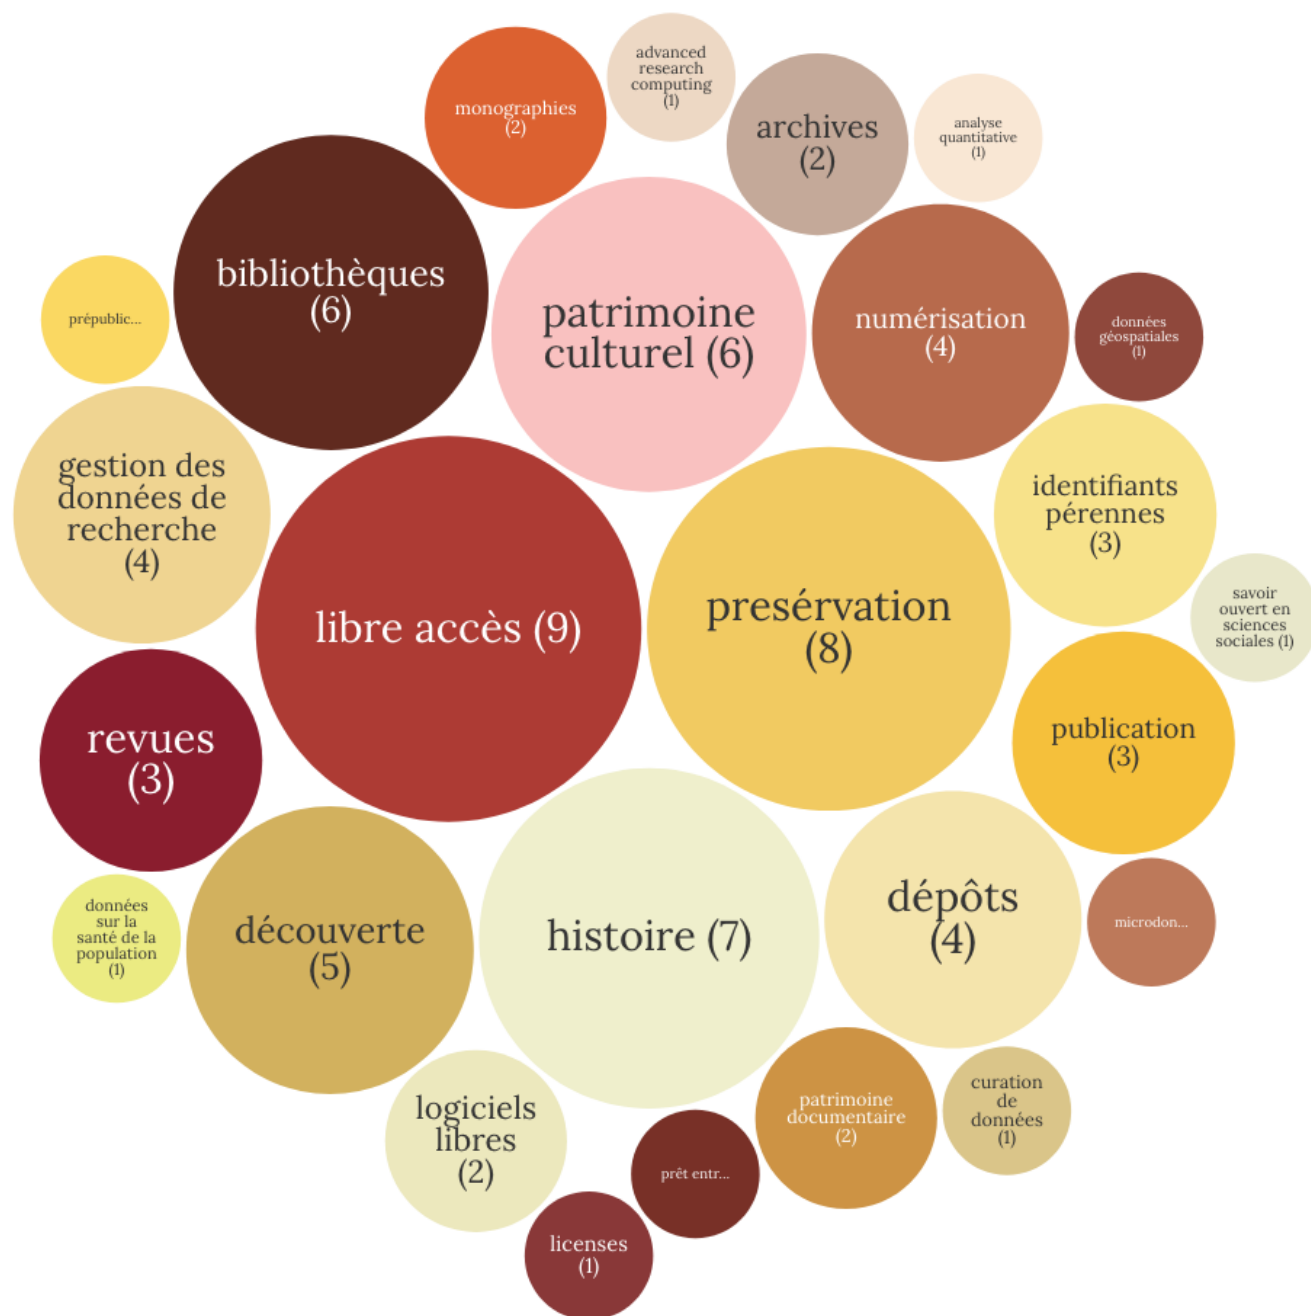 advanced
research
computing
(1)
monographies
(2)
archives
(2)
analyse
quantitative
(1)
bibliothèques
(6)
patrimoine
culturel (6)
numérisation
(4)
données
géospatiales
(1)
prépublic...
gestion des
données de
recherche
(4)
identifiants
pérennes
(3)
libre accès (9)
presérvation
(8)
savoir
ouvert en
sciences
sociales (1)
revues
(3)
publication
(3)
données
sur la
santé de la
population
(1)
découverte
(5)
histoire (7)
dépôts
(4)
microdon...
logiciels
libres
(2)
patrimoine
documentaire
(2)
curation
de
données
(1)
prêt entr...
licenses
(1)